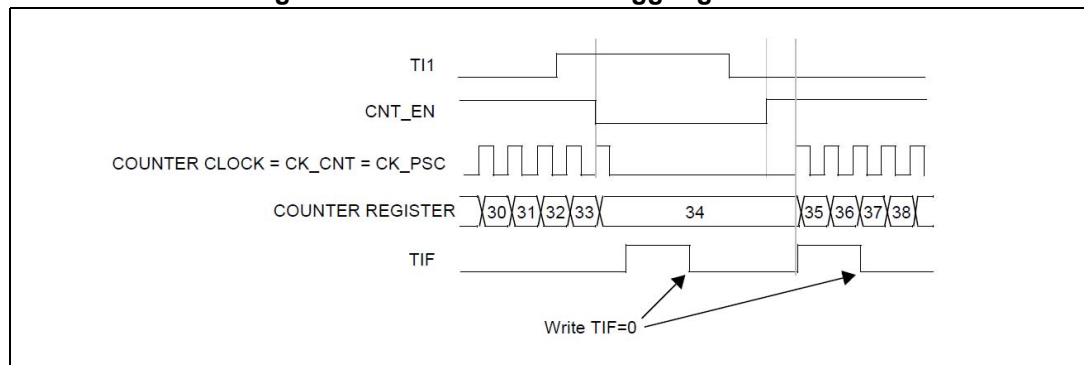 TI1
CNT_EN
COUNTER CLOCK = CK_CNT = CK_PSC
COUNTER REGISTER 30 31 32 33 34 35 36 37 38
TIF
Write TIF=0